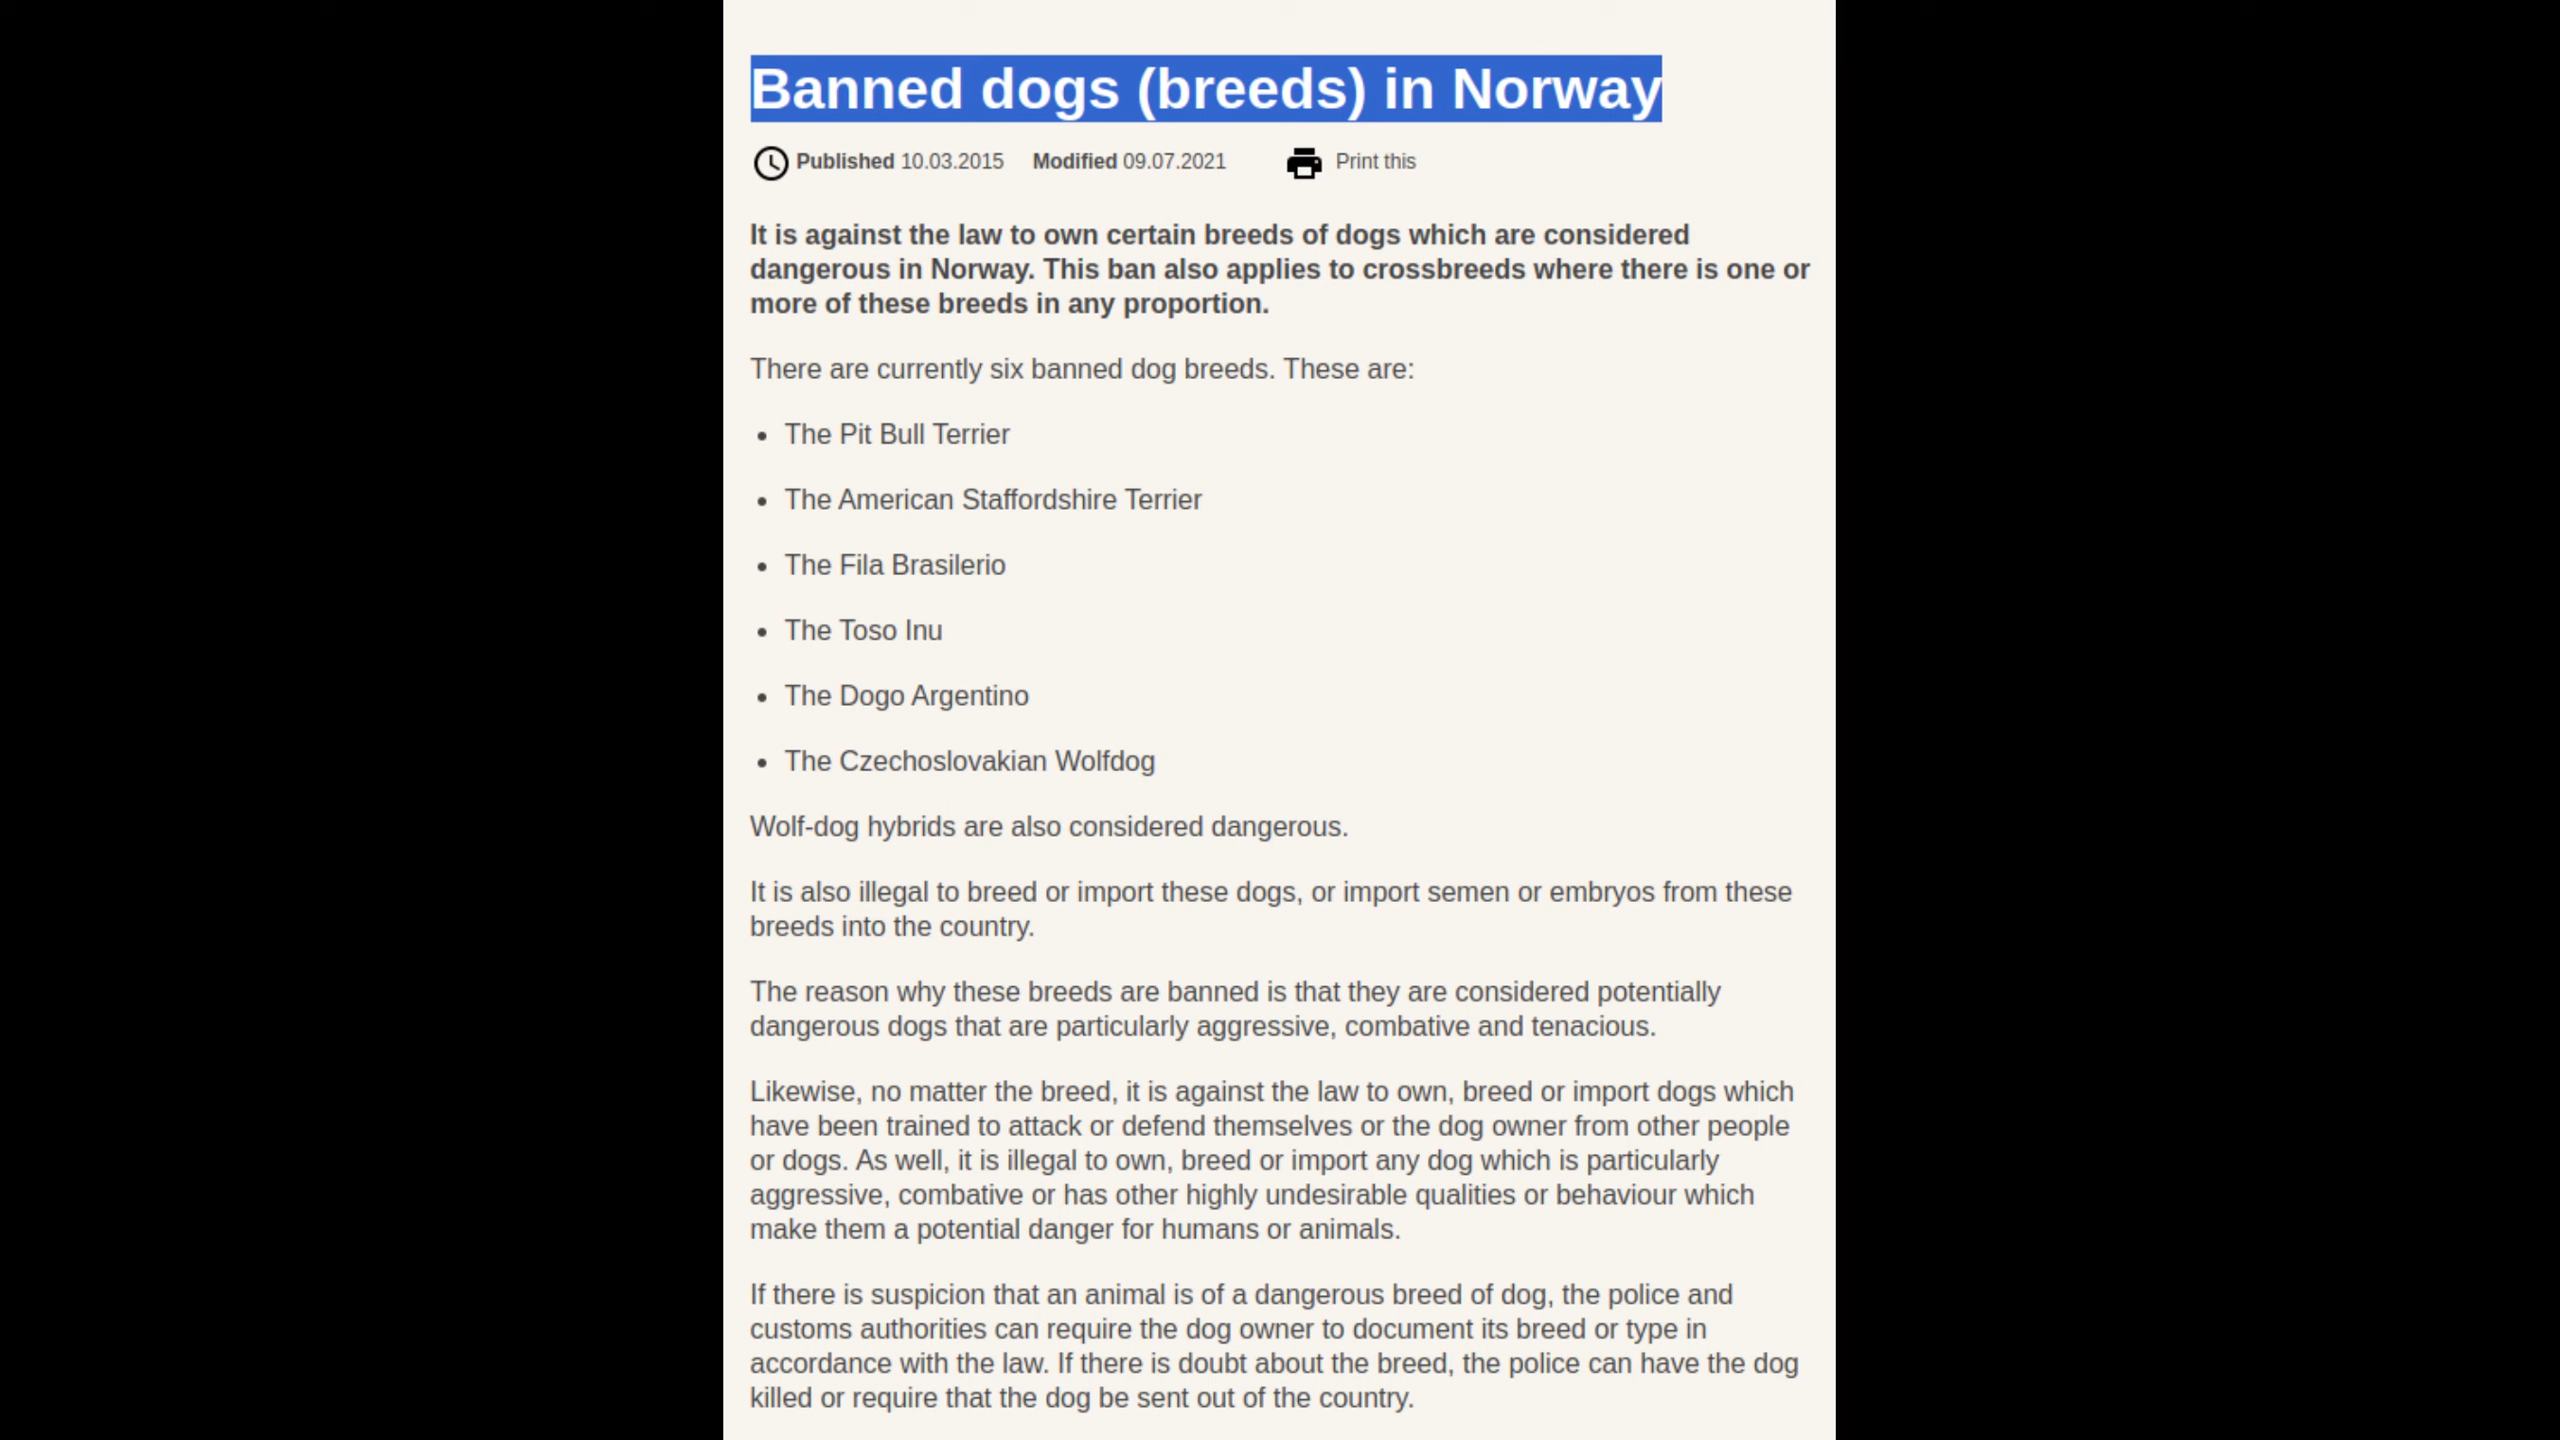 Banned dogs (breeds) in Norway
Published 10.03.2015 Modified 09.07.2021 Print this
It is against the law to own certain breeds of dogs which are considered
dangerous in Norway. This ban also applies to crossbreeds where there is one or
more of these breeds in any proportion.
There are currently six banned dog breeds. These are:
• The Pit Bull Terrier
• The American Staffordshire Terrier
• The Fila Brasilerio
• The Toso Inu
• The Dogo Argentino
• The Czechoslovakian Wolfdog
Wolf-dog hybrids are also considered dangerous.
It is also illegal to breed or import these dogs, or import semen or embryos from these
breeds into the country.
The reason why these breeds are banned is that they are considered potentially
dangerous dogs that are particularly aggressive, combative and tenacious.
Likewise, no matter the breed, it is against the law to own, breed or import dogs which
have been trained to attack or defend themselves or the dog owner from other people
or dogs. As well, it is illegal to own, breed or import any dog which is particularly
aggressive, combative or has other highly undesirable qualities or behaviour which
make them a potential danger for humans or animals.
If there is suspicion that an animal is of a dangerous breed of dog, the police and
customs authorities can require the dog owner to document its breed or type in
accordance with the law. If there is doubt about the breed, the police can have the dog
killed or require that the dog be sent out of the country.